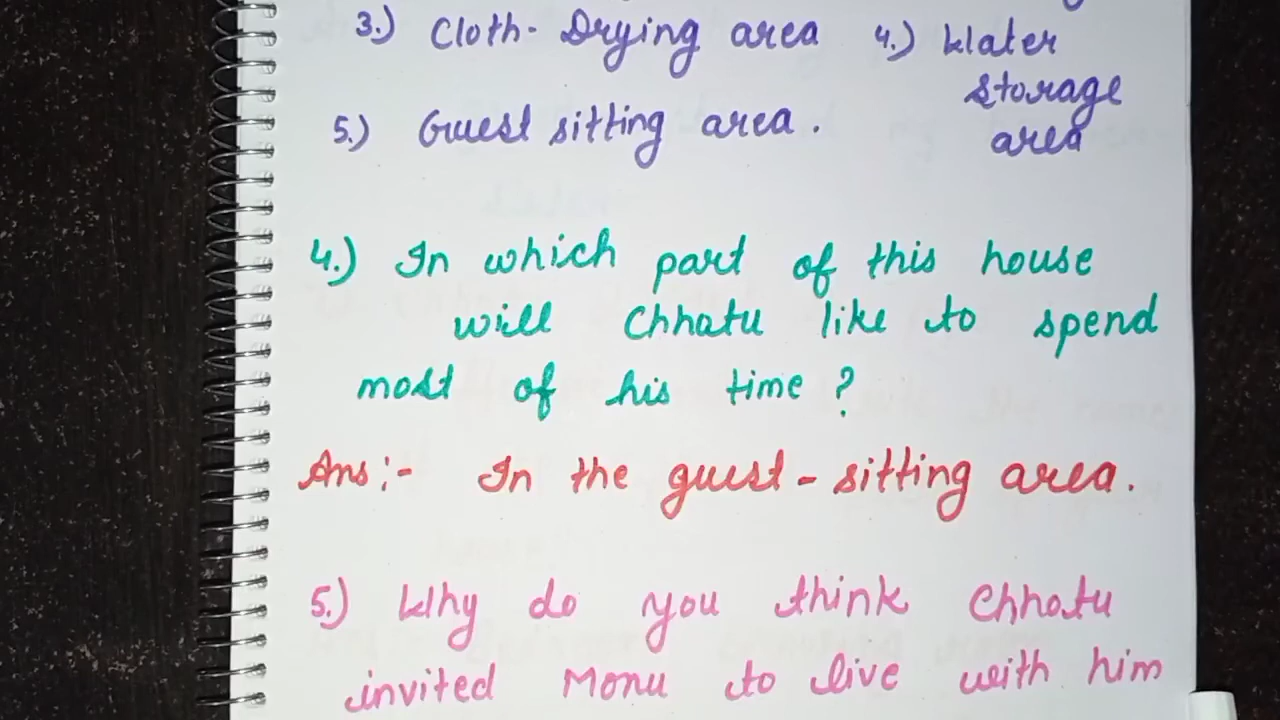 3.) Cloth- Drying area 4.) Water
storage
area
5.) Guest sitting area.
4.) In which part of this house
will Chhatu like to spend
most of his time ?
Ans:- In the guest - sitting area.
5.) Why do you think Chhotu
invited Monu to live with him